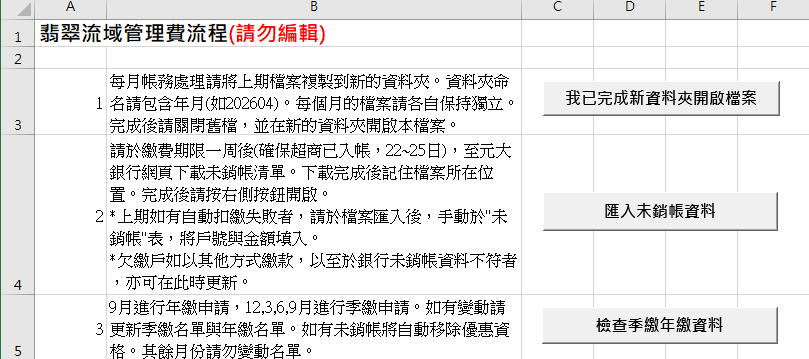 A B C D E F
1 翡翠流域管理費流程(請勿編輯)
2
每月帳務處理請將上期檔案複製到新的資料夾。資料夾命
1 名請包含年月(如202604)。每個月的檔案請各自保持獨立。
我已完成新資料夾開啟檔案
3 完成後請關閉舊檔，並在新的資料夾開啟本檔案。
請於繳費期限一周後(確保超商已入帳，22~25日)，至元大
銀行網頁下載未銷帳清單。下載完成後記住檔案所在位
置。完成後請按右側按鈕開啟。
匯入未銷帳資料
2 *上期如有自動扣繳失敗者，請於檔案匯入後，手動於"未
銷帳"表，將戶號與金額填入。
*欠繳戶如以其他方式繳款，以至於銀行未銷帳資料不符者
4 ，亦可在此時更新。
9月進行年繳申請，12,3,6,9月進行季繳申請。如有變動請
3 更新季繳名單與年繳名單。如有未銷帳將自動移除優惠資
檢查季繳年繳資料
5 格。其餘月份請勿變動名單。